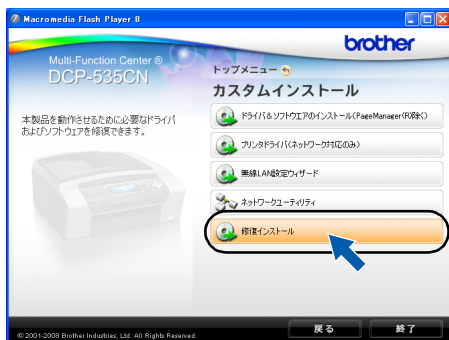 Macromedia Flash Player 8
brother
Multi-Function Center ®
DCP-535CN
トップメニュー
カスタムインストール
本製品を動作させるために必要なドライバ
およびソフトウェアを修復できます。
ドライバ&ソフトウェアのインストール(PageManager(R)除く)
プリンタドライバ(ネットワーク対応のみ)
無線LAN設定ウィザード
ネットワークユーティリティ
修復インストール
© 2001-2008 Brother Industries, Ltd. All Rights Reserved.
戻る
終了